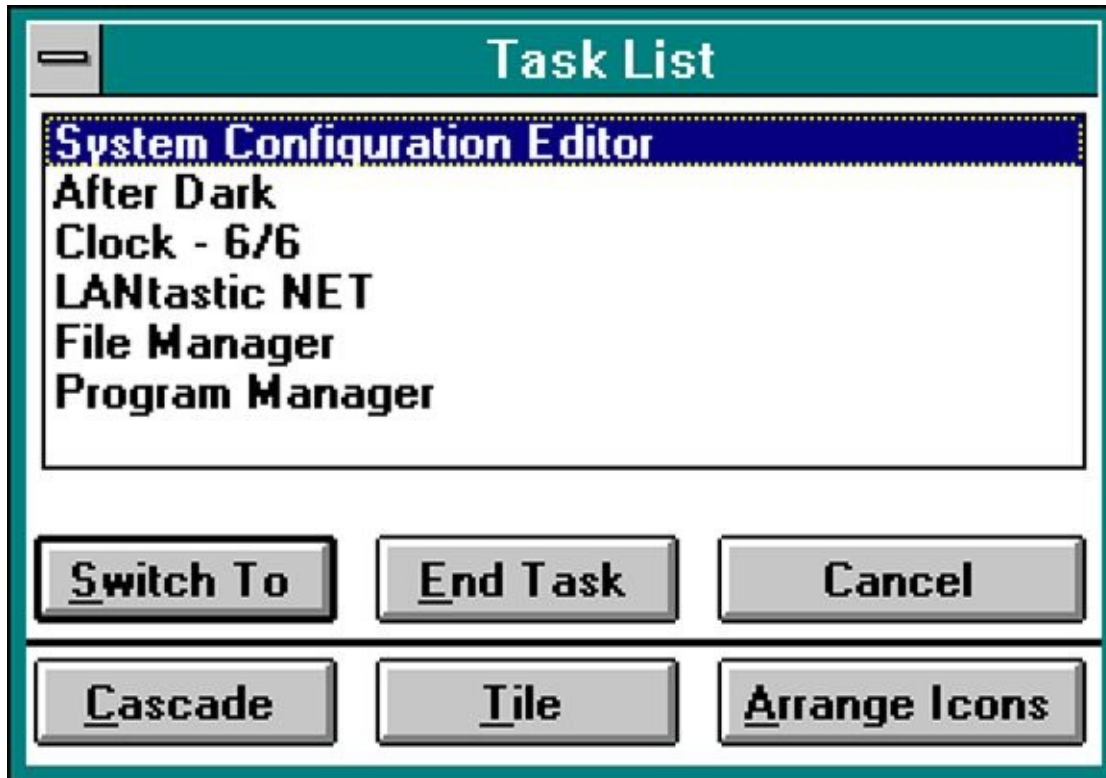 Task List
System Configuration Editor
After Dark
Clock - 6/6
LANtastic NET
File Manager
Program Manager
Switch To End Task Cancel
Cascade Tile Arrange Icons